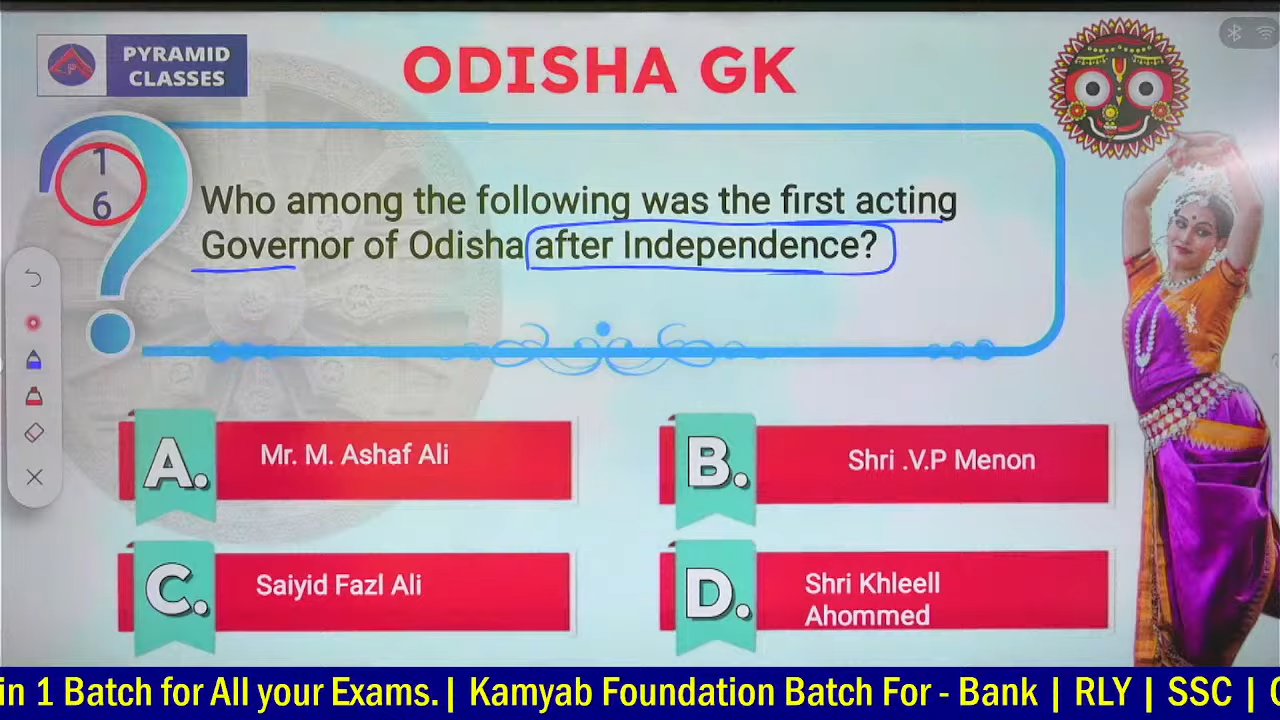 PYRAMID
CLASSES
ODISHA GK
1
6
Who among the following was the first acting
Governor of Odisha after Independence?
A. Mr. M. Ashaf Ali
B. Shri .V.P Menon
C. Saiyid Fazl Ali
D. Shri Khleell
Ahommed
in 1 Batch for All your Exams. | Kamyab Foundation Batch For - Bank | RLY | SSC |